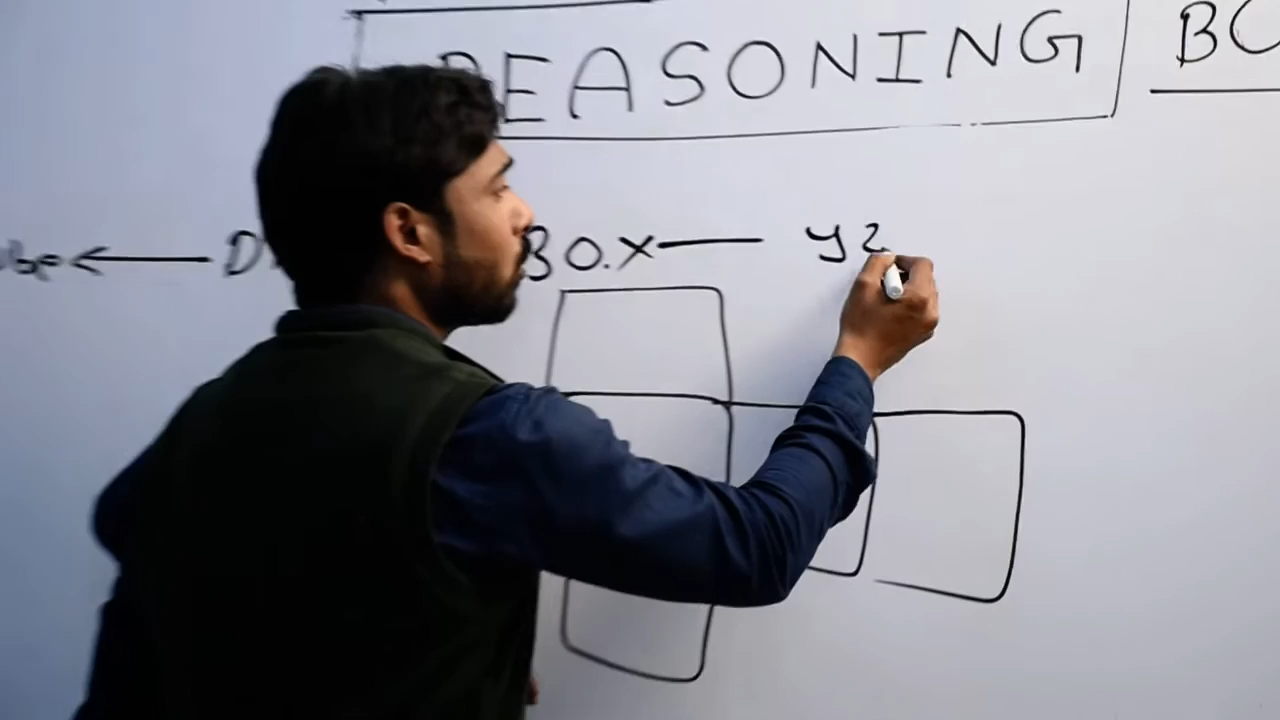 REASONING BO
D BO.X — y2